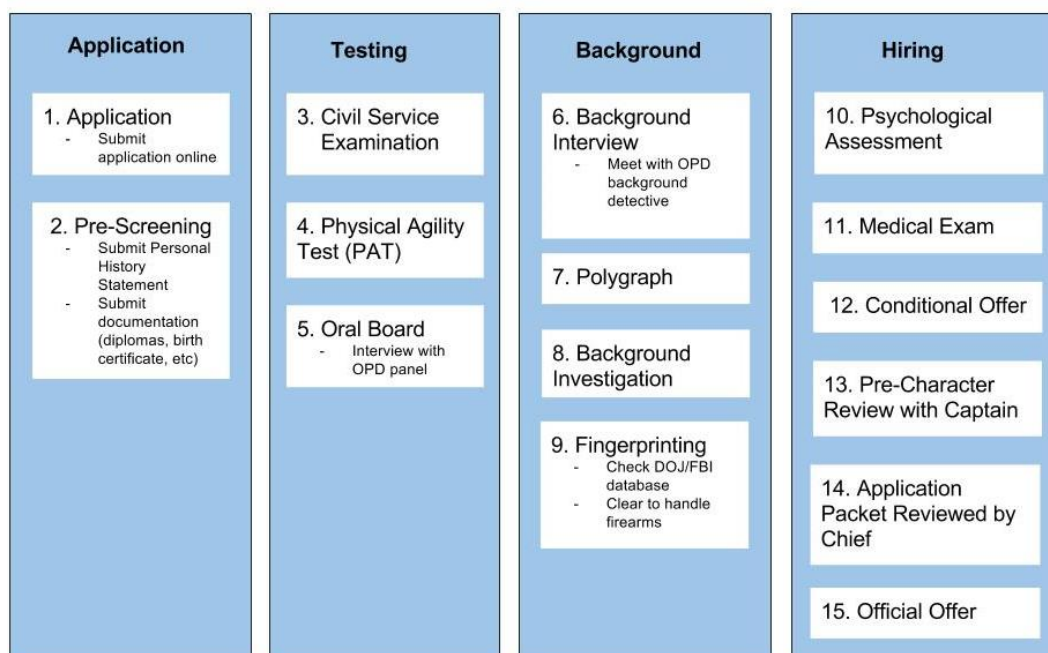 Application
1. Application
- Submit
application online
2. Pre-Screening
- Submit Personal
History
Statement
- Submit
documentation
(diplomas, birth
certificate, etc)
Testing
3. Civil Service
Examination
4. Physical Agility
Test (PAT)
5. Oral Board
- Interview with
OPD panel
Background
6. Background
Interview
- Meet with OPD
background
detective
7. Polygraph
8. Background
Investigation
9. Fingerprinting
- Check DOJ/FBI
database
- Clear to handle
firearms
Hiring
10. Psychological
Assessment
11. Medical Exam
12. Conditional Offer
13. Pre-Character
Review with Captain
14. Application
Packet Reviewed by
Chief
15. Official Offer